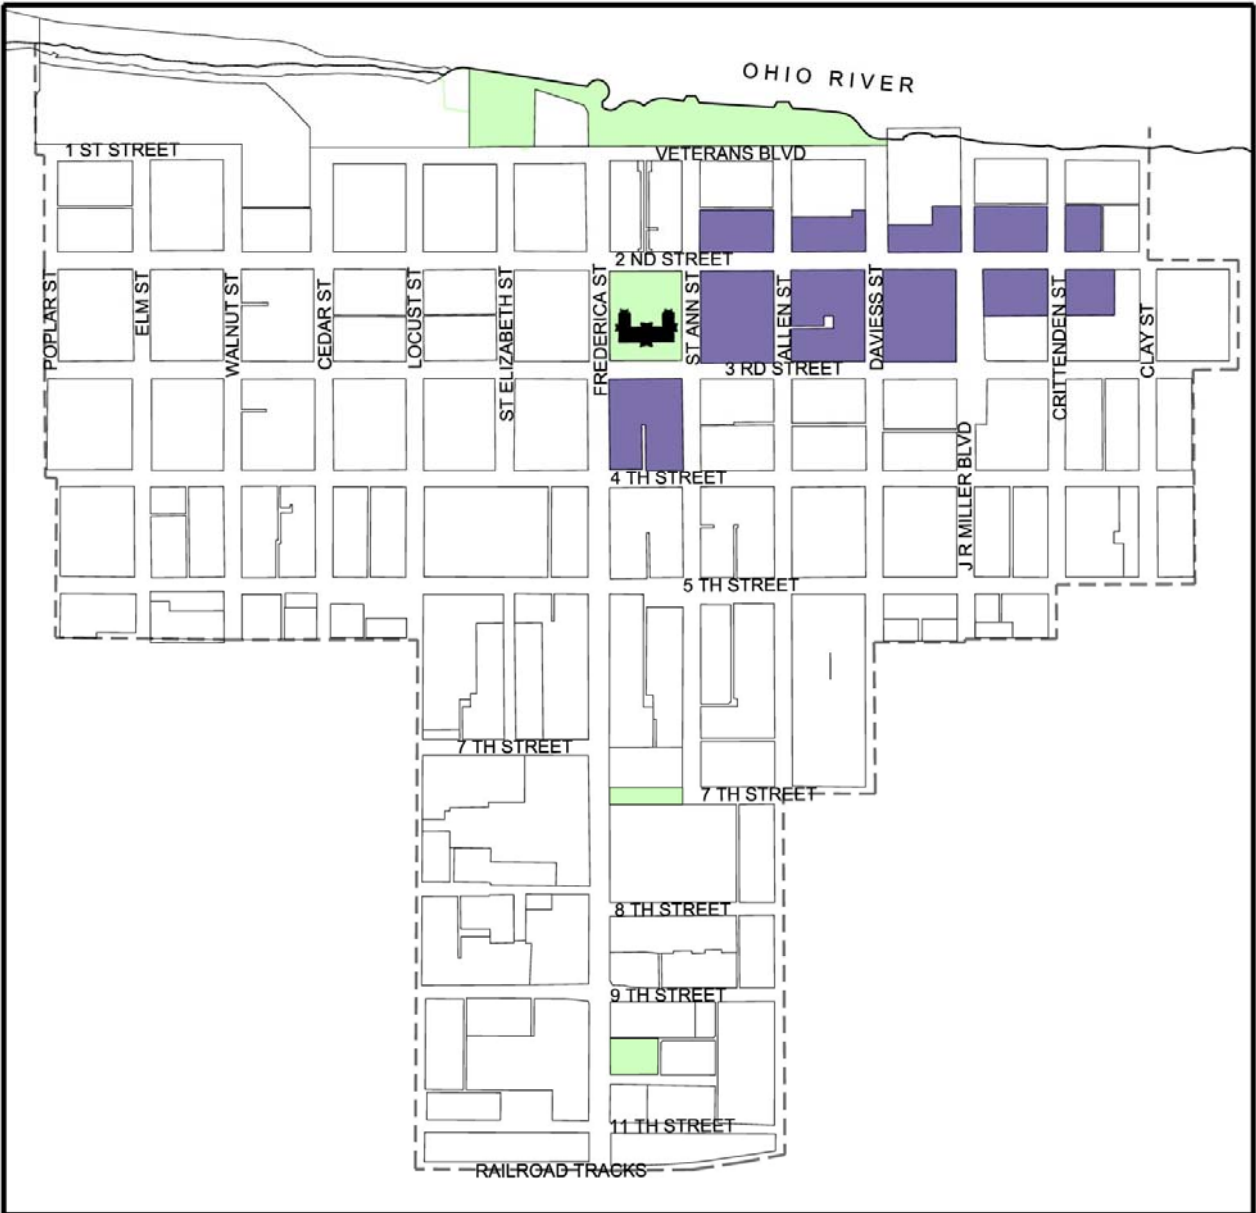 OHIO RIVER
1 ST STREET
VETERANS BLVD
2 ND STREET
POPLAR ST
ELM ST
WALNUT ST
CEDAR ST
LOCUST ST
ST ELIZABETH ST
FREDERICA ST
ST ANN ST
ALLEN ST
DAVIESS ST
J R MILLER BLVD
CRITTENDEN ST
CLAY ST
3 RD STREET
4 TH STREET
5 TH STREET
7 TH STREET
7 TH STREET
8 TH STREET
9 TH STREET
11 TH STREET
RAILROAD TRACKS